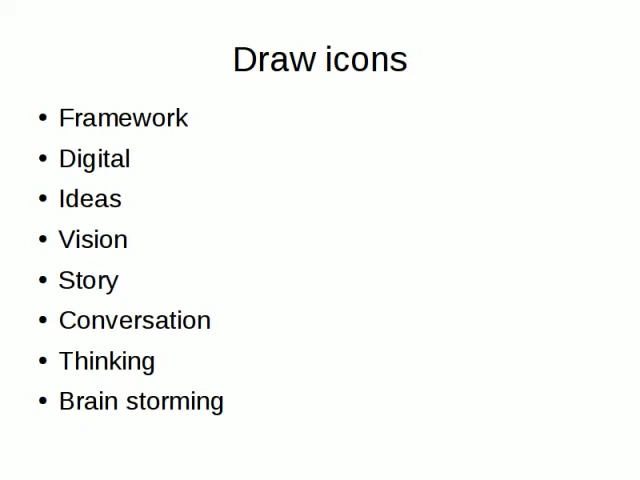 Draw icons
• Framework
• Digital
• Ideas
• Vision
• Story
• Conversation
• Thinking
• Brain storming